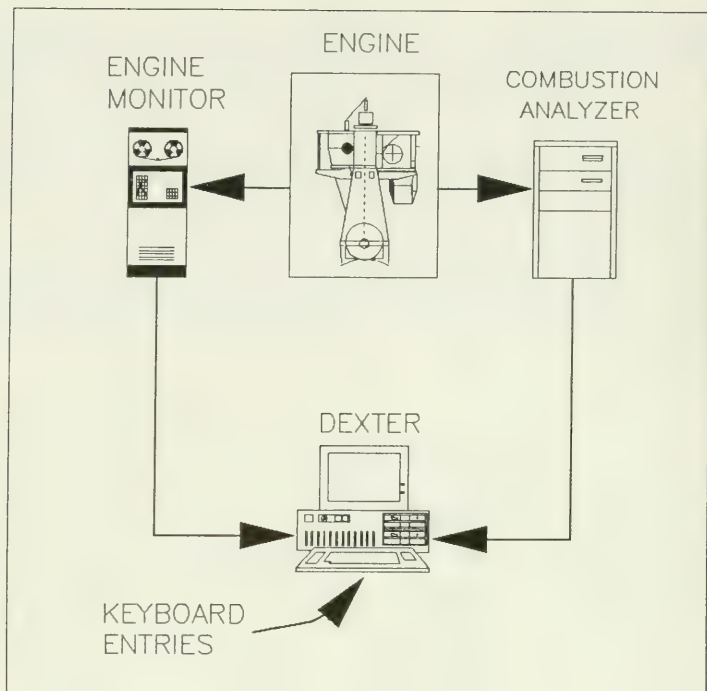 ENGINE
ENGINE
MONITOR
COMBUSTION
ANALYZER
DEXTER
KEYBOARD
ENTRIES